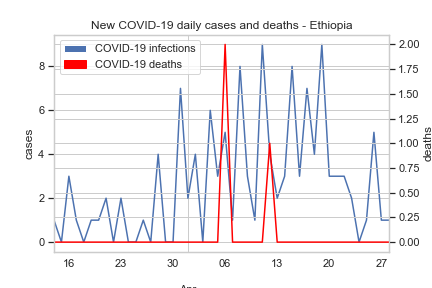 New COVID-19 daily cases and deaths - Ethiopia
COVID-19 infections
COVID-19 deaths
cases
deaths
8
6
4
2
0
2.00
1.75
1.50
1.25
1.00
0.75
0.50
0.25
0.00
16 23 30 06 13 20 27